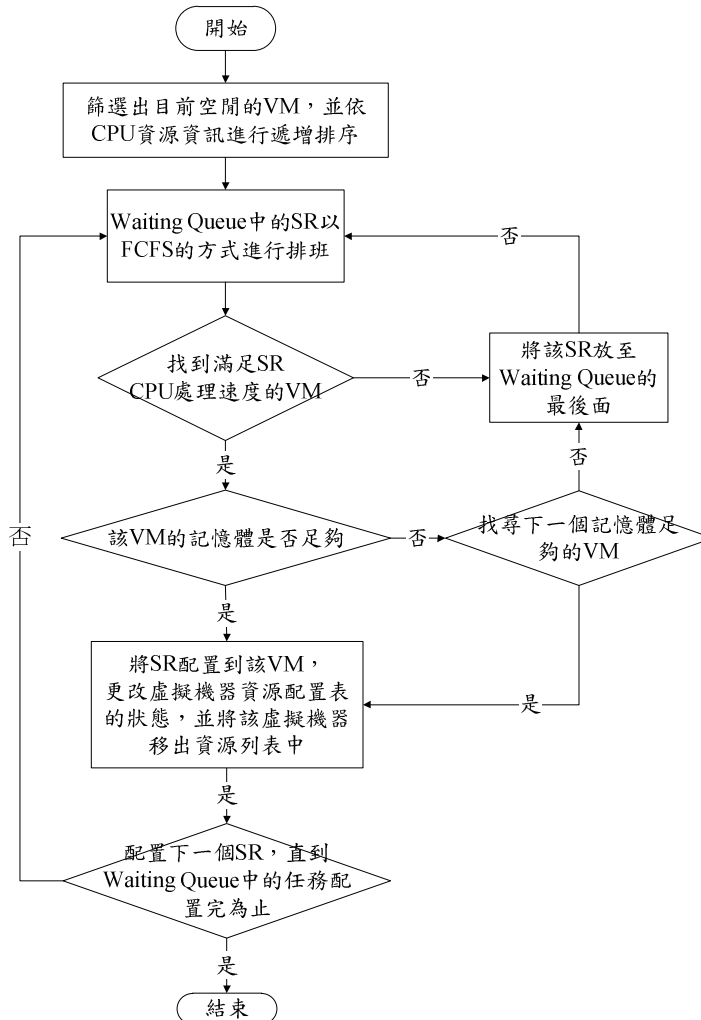 開始
篩選出目前空閒的VM，並依
CPU資源資訊進行遞增排序
Waiting Queue中的SR以
FCFS的方式進行排班
否
找到滿足SR
CPU處理速度的VM
否
將該SR放至
Waiting Queue的
最後面
是
否
否
該VM的記憶體是否足夠
否
找尋下一個記憶體足
夠的VM
是
將SR配置到該VM，
更改虛擬機器資源配置表
的狀態，並將該虛擬機器
移出資源列表中
是
是
配置下一個SR，直到
Waiting Queue中的任務配
置完為止
是
結束